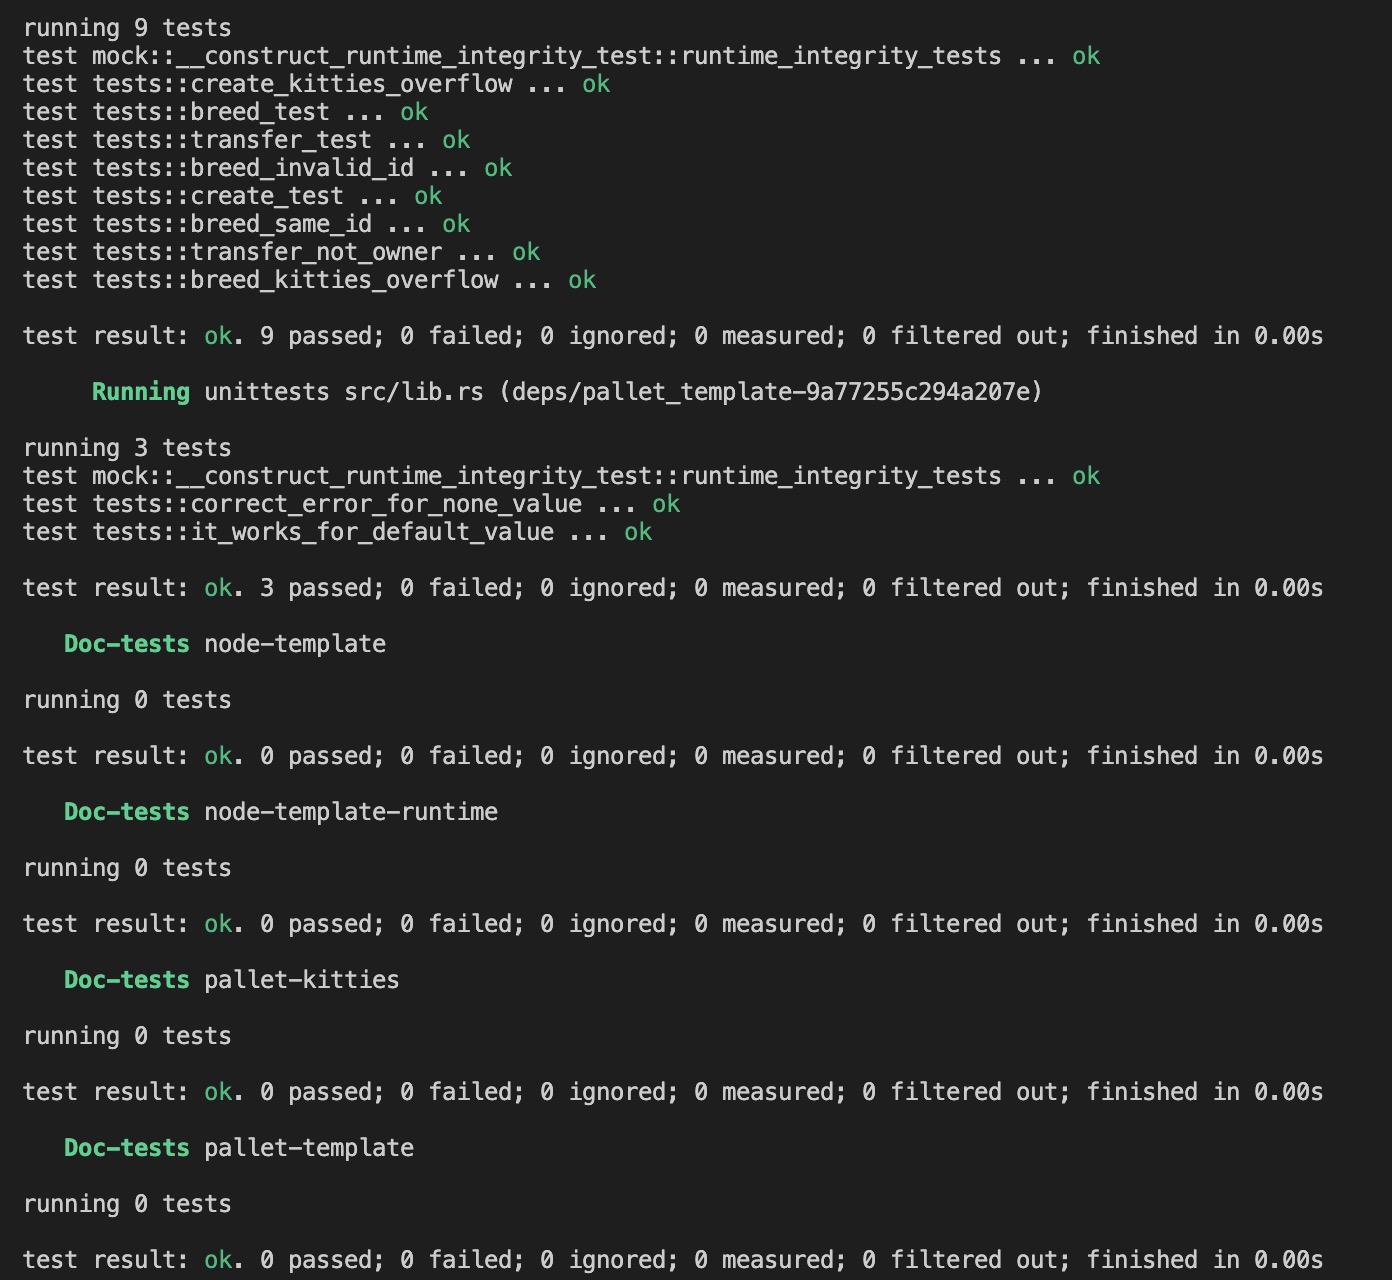 running 9 tests
test mock::__construct_runtime_integrity_test::runtime_integrity_tests ... ok
test tests::create_kitties_overflow ... ok
test tests::breed_test ... ok
test tests::transfer_test ... ok
test tests::breed_invalid_id ... ok
test tests::create_test ... ok
test tests::breed_same_id ... ok
test tests::transfer_not_owner ... ok
test tests::breed_kitties_overflow ... ok
test result: ok. 9 passed; 0 failed; 0 ignored; 0 measured; 0 filtered out; finished in 0.00s
Running unittests src/lib.rs (deps/pallet_template-9a77255c294a207e)
running 3 tests
test mock::__construct_runtime_integrity_test::runtime_integrity_tests ... ok
test tests::correct_error_for_none_value ... ok
test tests::it_works_for_default_value ... ok
test result: ok. 3 passed; 0 failed; 0 ignored; 0 measured; 0 filtered out; finished in 0.00s
Doc-tests node-template
running 0 tests
test result: ok. 0 passed; 0 failed; 0 ignored; 0 measured; 0 filtered out; finished in 0.00s
Doc-tests node-template-runtime
running 0 tests
test result: ok. 0 passed; 0 failed; 0 ignored; 0 measured; 0 filtered out; finished in 0.00s
Doc-tests pallet-kitties
running 0 tests
test result: ok. 0 passed; 0 failed; 0 ignored; 0 measured; 0 filtered out; finished in 0.00s
Doc-tests pallet-template
running 0 tests
test result: ok. 0 passed; 0 failed; 0 ignored; 0 measured; 0 filtered out; finished in 0.00s